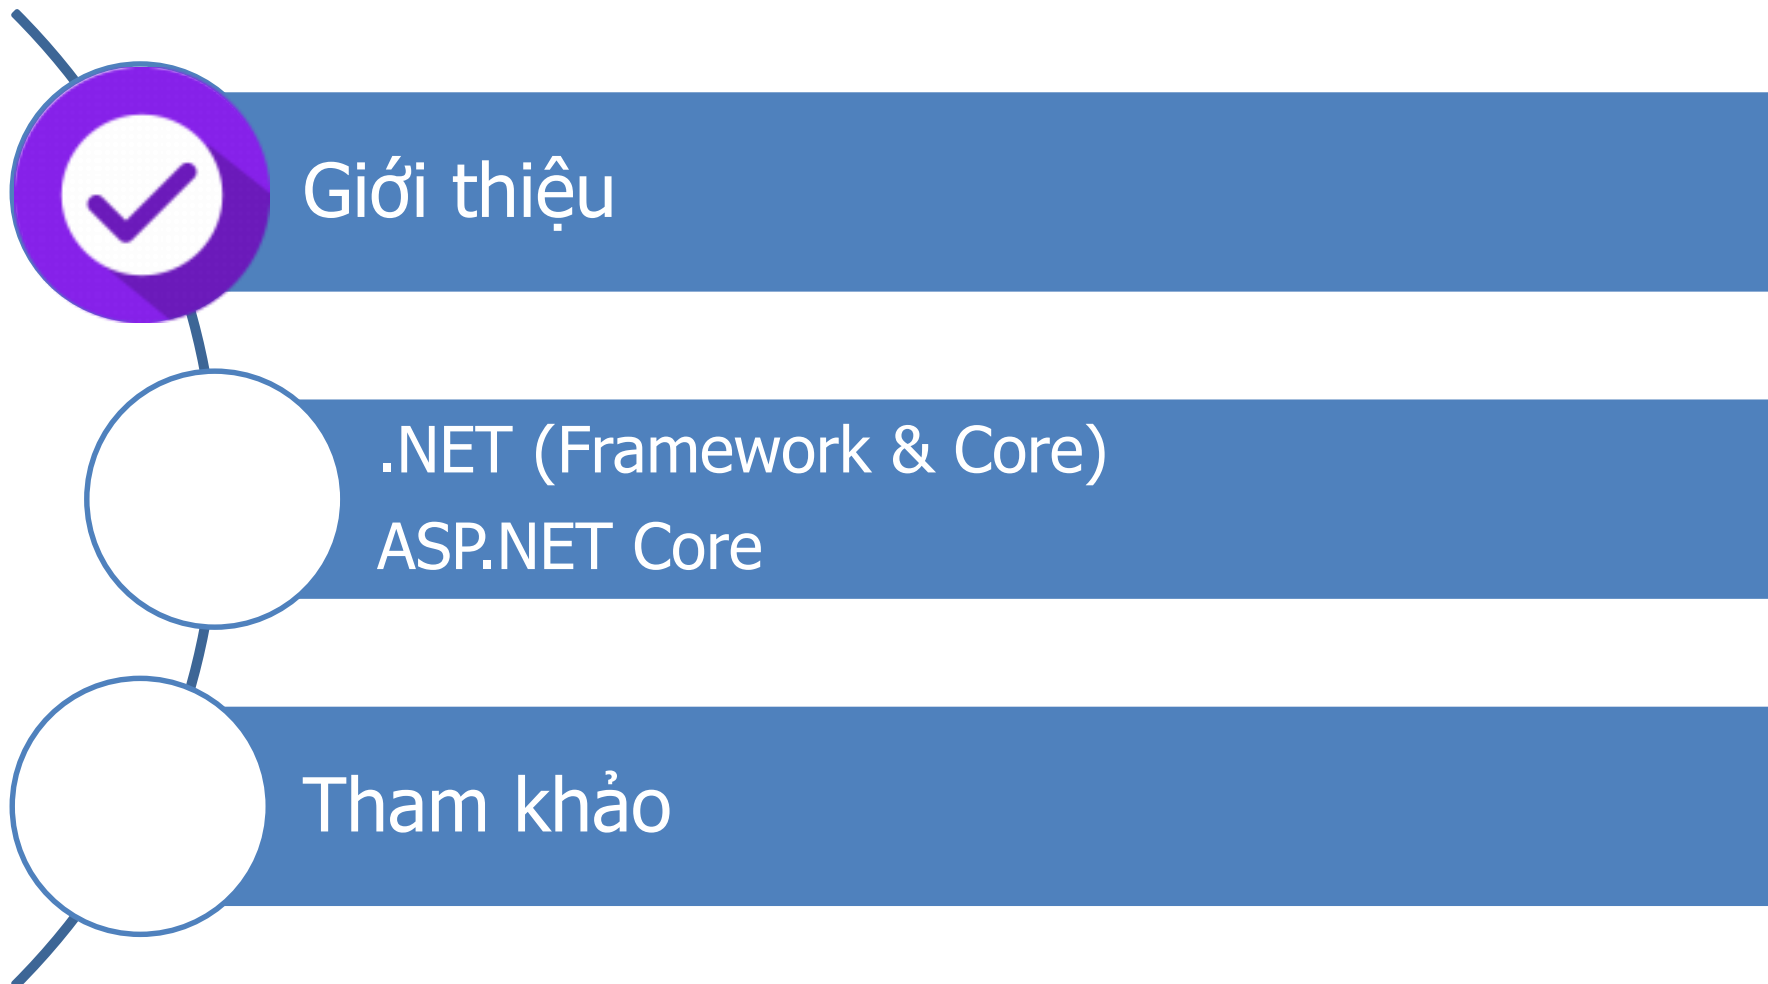 Giới thiệu
.NET (Framework & Core)
ASP.NET Core
Tham khảo